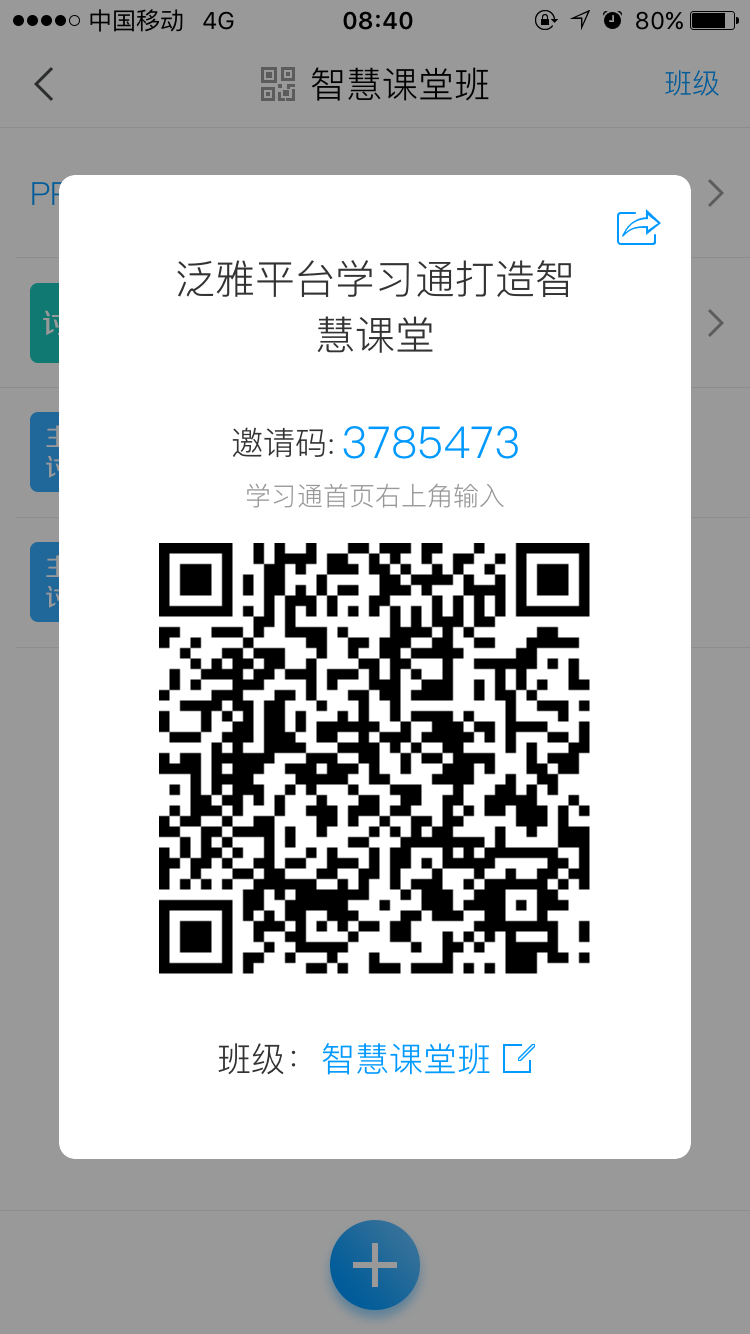 中国移动 4G 08:40 80%
智慧课堂班 班级
泛雅平台学习通打造智
慧课堂
邀请码: 3785473
学习通首页右上角输入
班级： 智慧课堂班